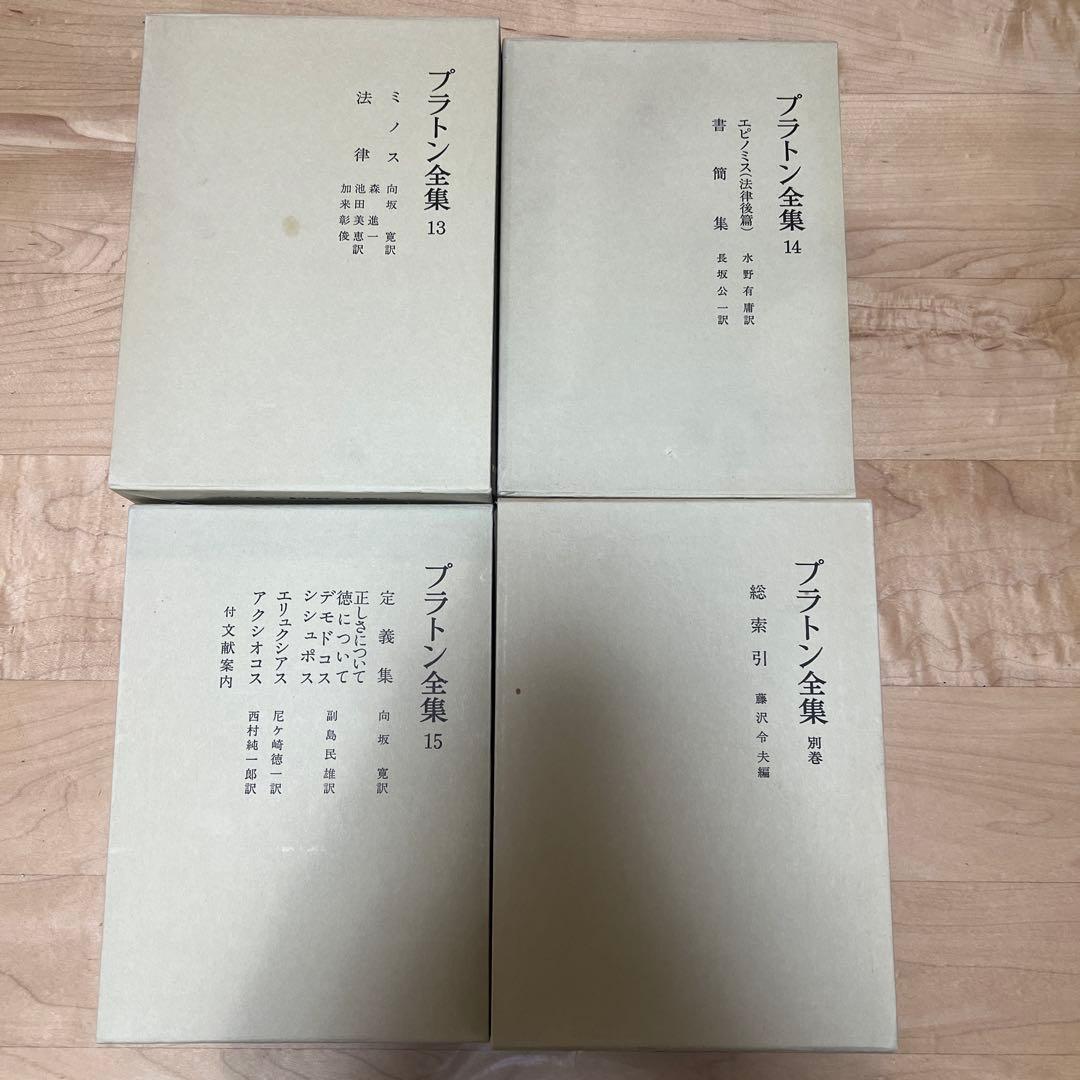 プラトン全集 13
ミノス 向坂 寛訳
法律 森 進一
池田美恵訳
加来彰俊
プラトン全集 14
エピノミス(法律後篇) 水野有庸訳
書簡集 長坂公一訳
プラトン全集 15
定義集 向坂 寛訳
正しさについて
徳について
デモドコス 副島民雄訳
シシュポス
エリュクシアス 尼ケ崎徳一訳
アクシオコス 西村純一郎訳
付 文献案内
プラトン全集 別巻
総索引 藤沢令夫編